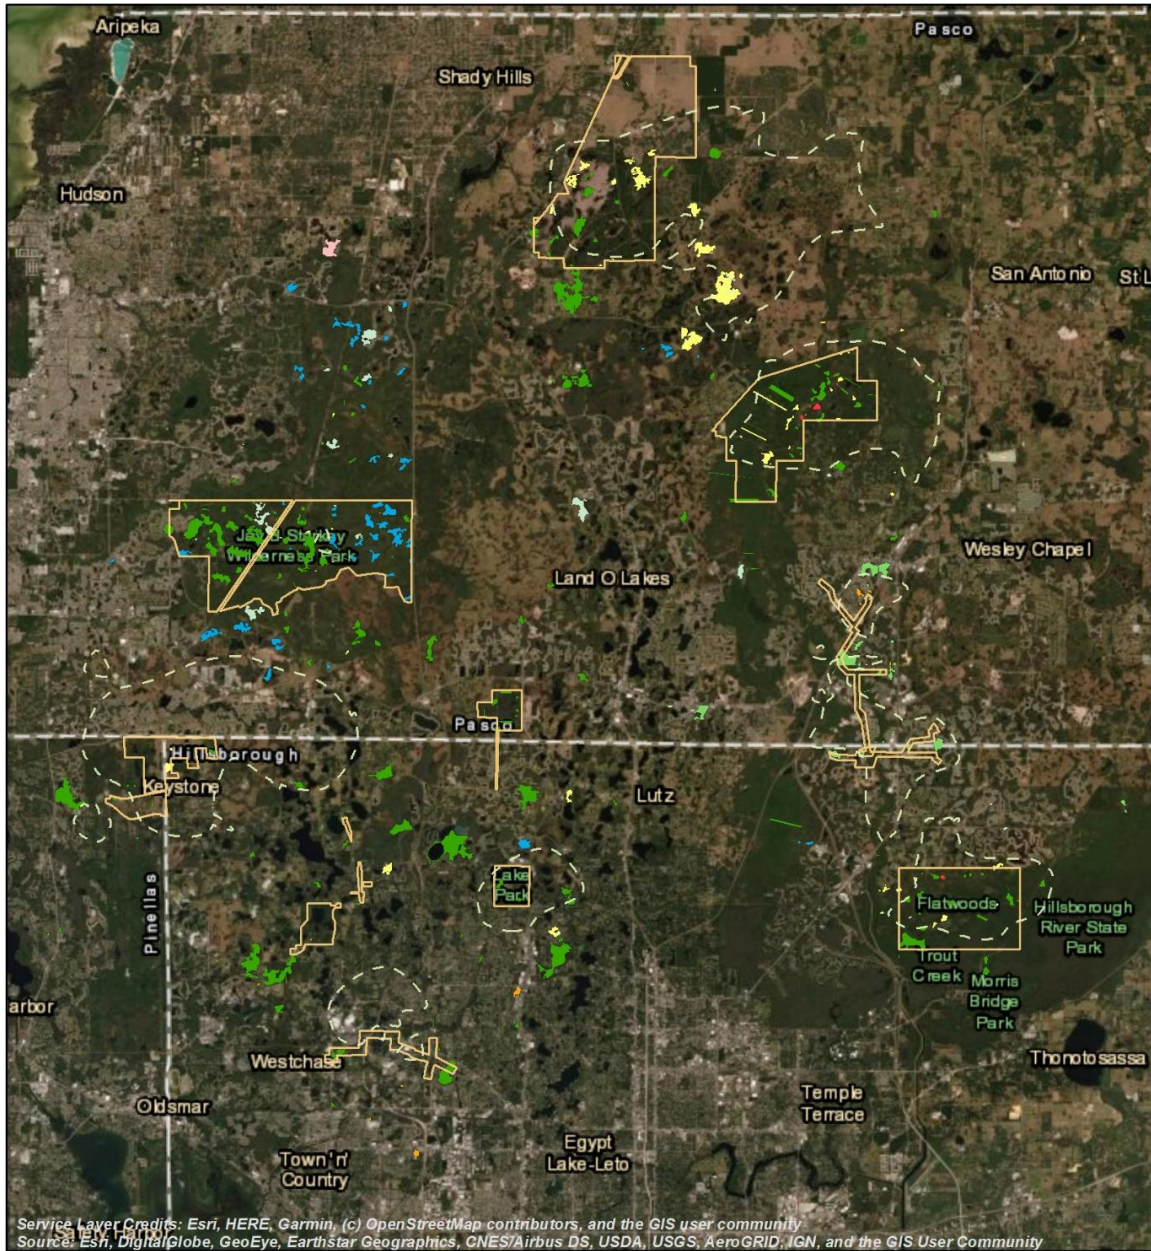 Aripeka
Pasco
Shady Hills
Hudson
San Antonio
St L
Jay B Starkey
Wilderness Park
Wesley Chapel
Land O Lakes
Pasco
Hillsborough
Keystone
Lutz
Pinellas
Lake
Park
Flatwoods
Hillsborough
River State
Park
Trout
Creek
Morris
Bridge
Park
arbor
Westchase
Thonotosassa
Oldsmar
Temple
Terrace
Town 'n'
Country
Egypt
Lake-Leto
Safety Harbor
Service Layer Credits: Esri, HERE, Garmin, (c) OpenStreetMap contributors, and the GIS user community
Source: Esri, DigitalGlobe, GeoEye, Earthstar Geographics, CNES/Airbus DS, USDA, USGS, AeroGRID, IGN, and the GIS User Community